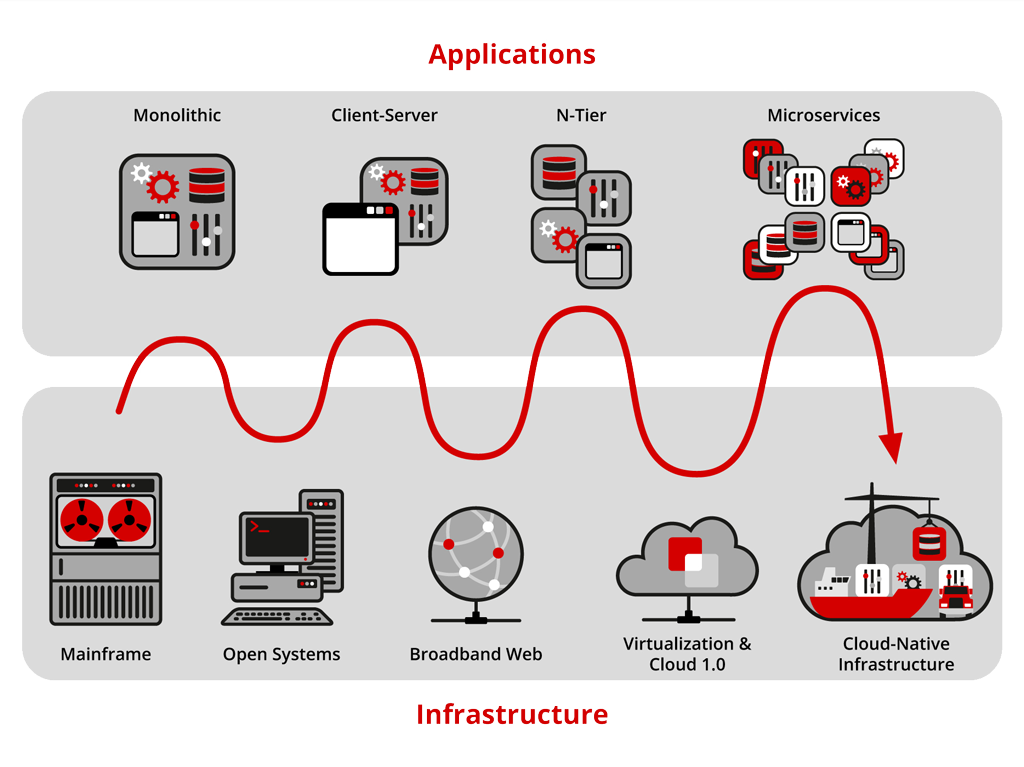 Applications
Monolithic
Client-Server
N-Tier
Microservices
>_
Mainframe
Open Systems
Broadband Web
Virtualization &
Cloud 1.0
Cloud-Native
Infrastructure
Infrastructure